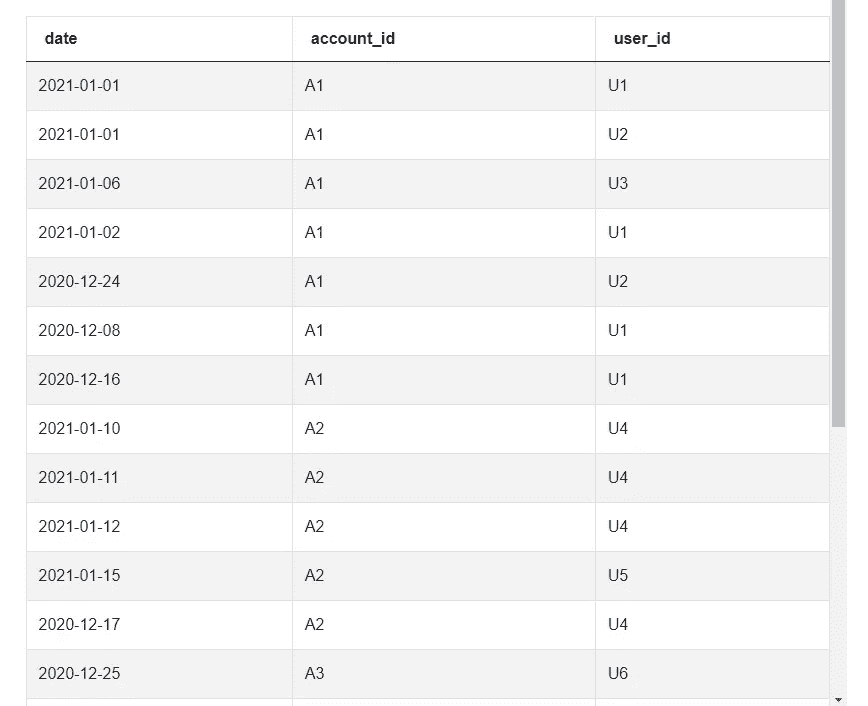 date account_id user_id
2021-01-01 A1 U1
2021-01-01 A1 U2
2021-01-06 A1 U3
2021-01-02 A1 U1
2020-12-24 A1 U2
2020-12-08 A1 U1
2020-12-16 A1 U1
2021-01-10 A2 U4
2021-01-11 A2 U4
2021-01-12 A2 U4
2021-01-15 A2 U5
2020-12-17 A2 U4
2020-12-25 A3 U6